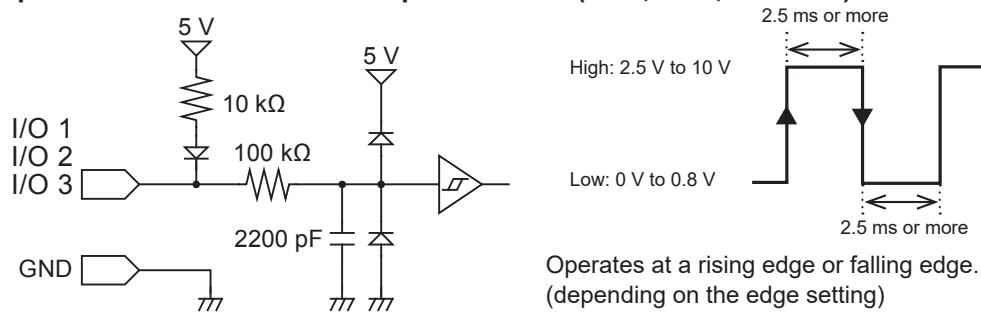 5 V
5 V
10 kΩ
I/O 1
I/O 2
I/O 3
100 kΩ
2200 pF
GND
2.5 ms or more
High: 2.5 V to 10 V
Low: 0 V to 0.8 V
2.5 ms or more
Operates at a rising edge or falling edge.
(depending on the edge setting)